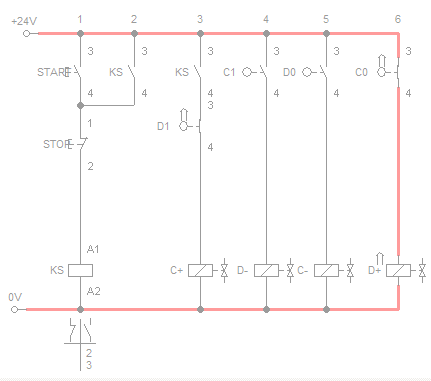 +24V 1 2 3 4 5 6
3 3 3 3 3 3
START KS KS C1 D0 C0
4 4 4 4 4 4
3
D1
4
1
STOP
2
A1
KS C+ D- C- D+
A2
0V
2
3